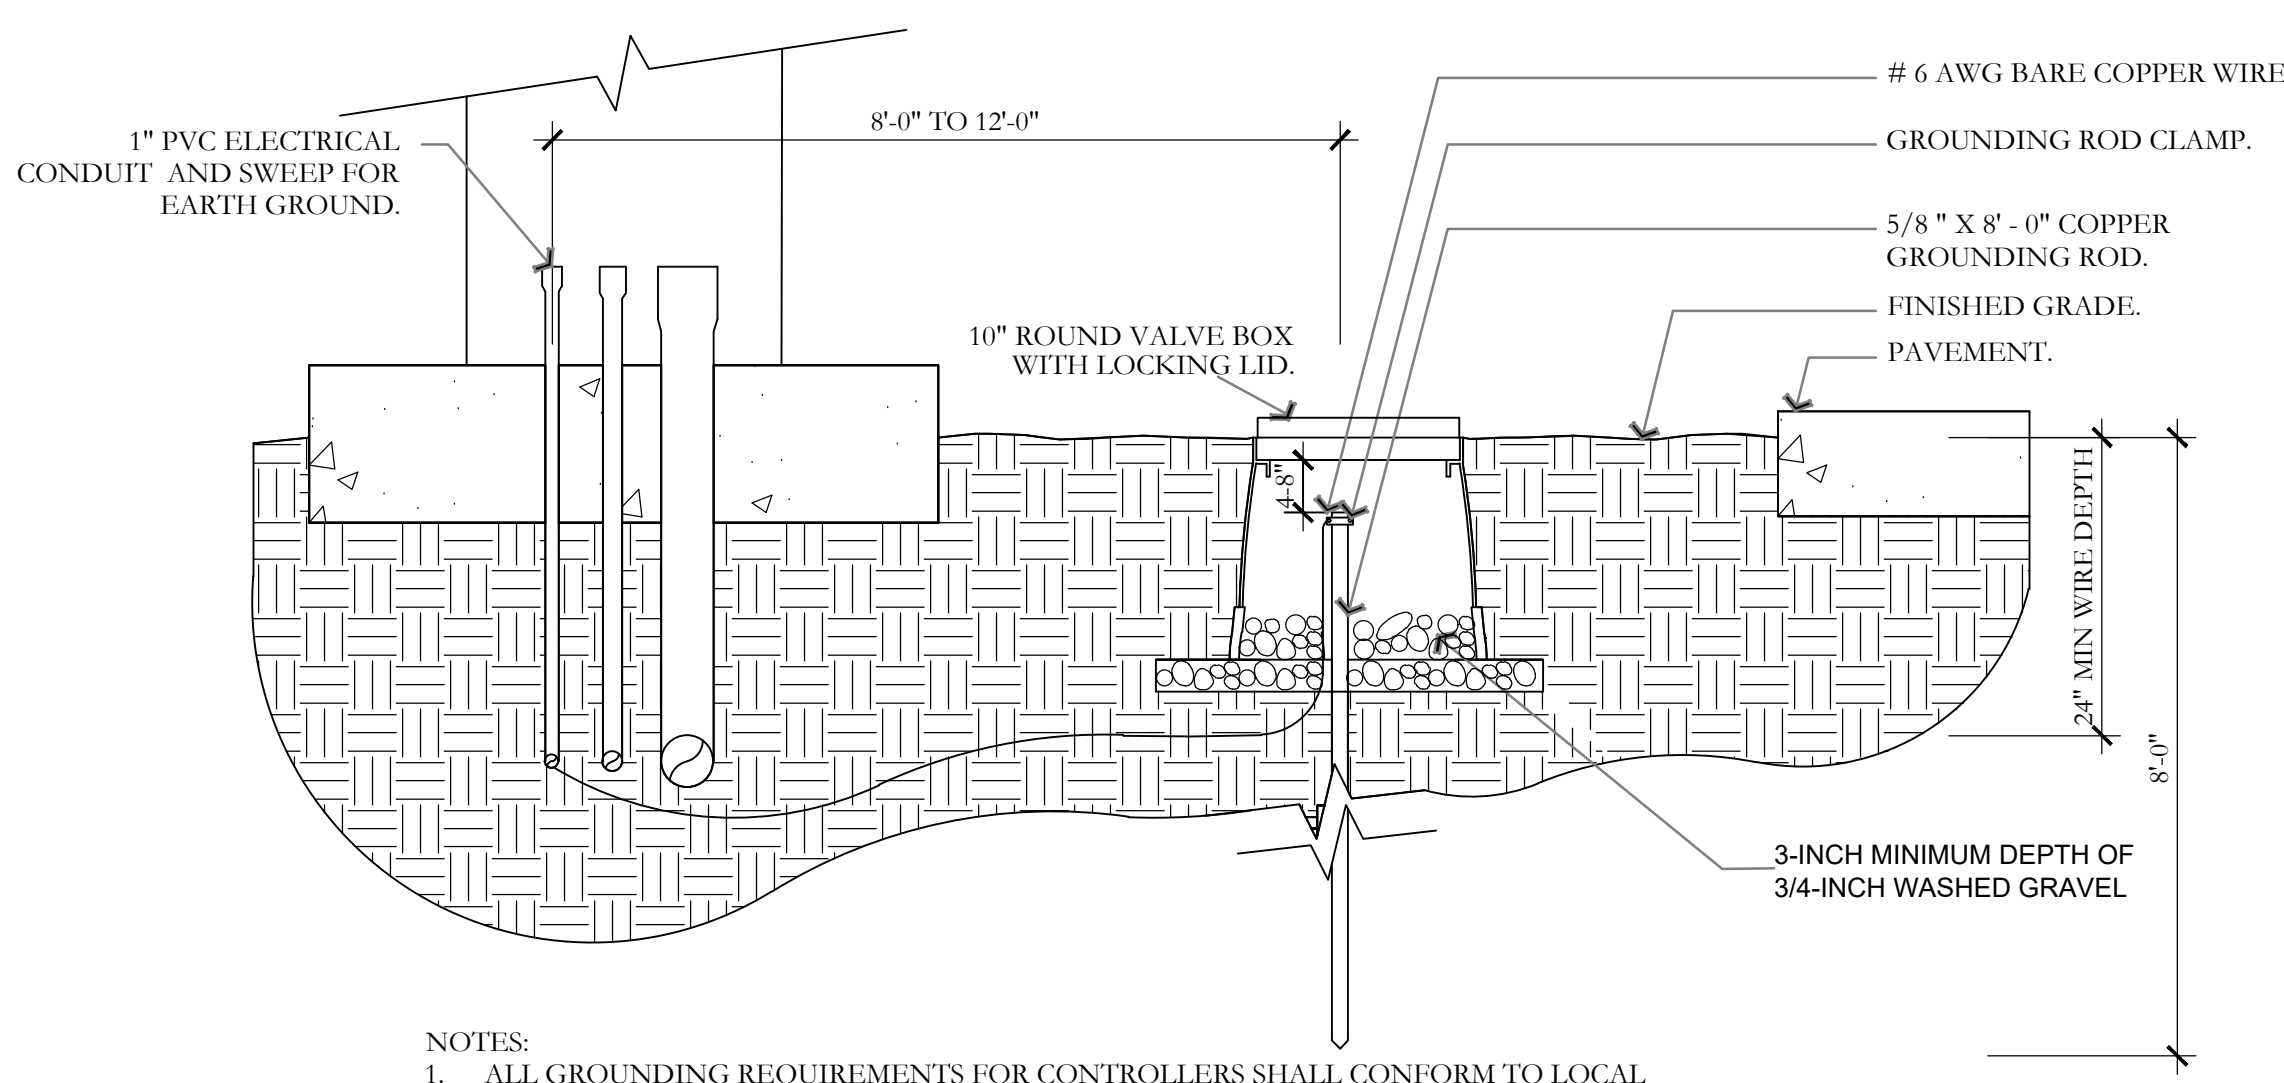 # 6 AWG BARE COPPER WIRE
8'-0" TO 12'-0"
1" PVC ELECTRICAL
CONDUIT AND SWEEP FOR
EARTH GROUND.
GROUNDING ROD CLAMP.
5/8 " X 8' - 0" COPPER
GROUNDING ROD.
FINISHED GRADE.
10" ROUND VALVE BOX
WITH LOCKING LID.
PAVEMENT.
4-8"
24" MIN WIRE DEPTH
8'-0"
3-INCH MINIMUM DEPTH OF
3/4-INCH WASHED GRAVEL
NOTES:
1. ALL GROUNDING REQUIREMENTS FOR CONTROLLERS SHALL CONFORM TO LOCAL